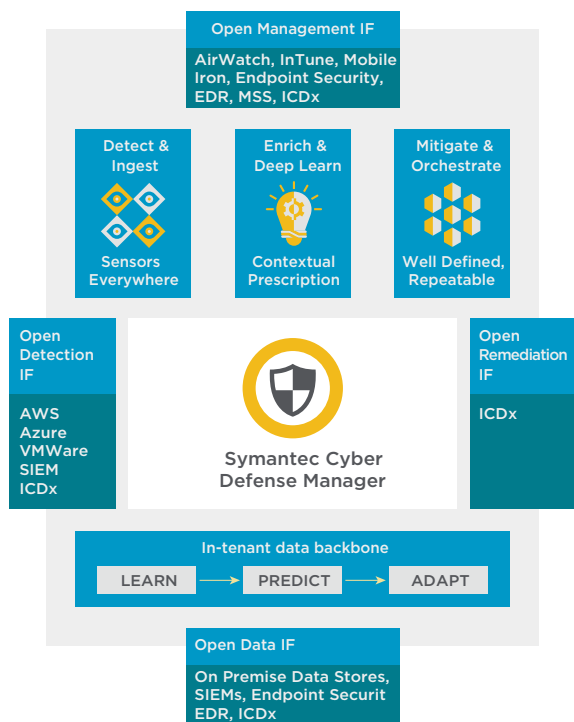 Open Management IF
AirWatch, InTune, Mobile
Iron, Endpoint Security,
EDR, MSS, ICDx
Detect &
Ingest
Sensors
Everywhere
Enrich &
Deep Learn
Contextual
Prescription
Mitigate &
Orchestrate
Well Defined,
Repeatable
Open
Detection
IF
AWS
Azure
VMWare
SIEM
ICDx
Symantec Cyber
Defense Manager
Open
Remediation
IF
ICDx
In-tenant data backbone
LEARN
PREDICT
ADAPT
Open Data IF
On Premise Data Stores,
SIEMs, Endpoint Securit
EDR, ICDx